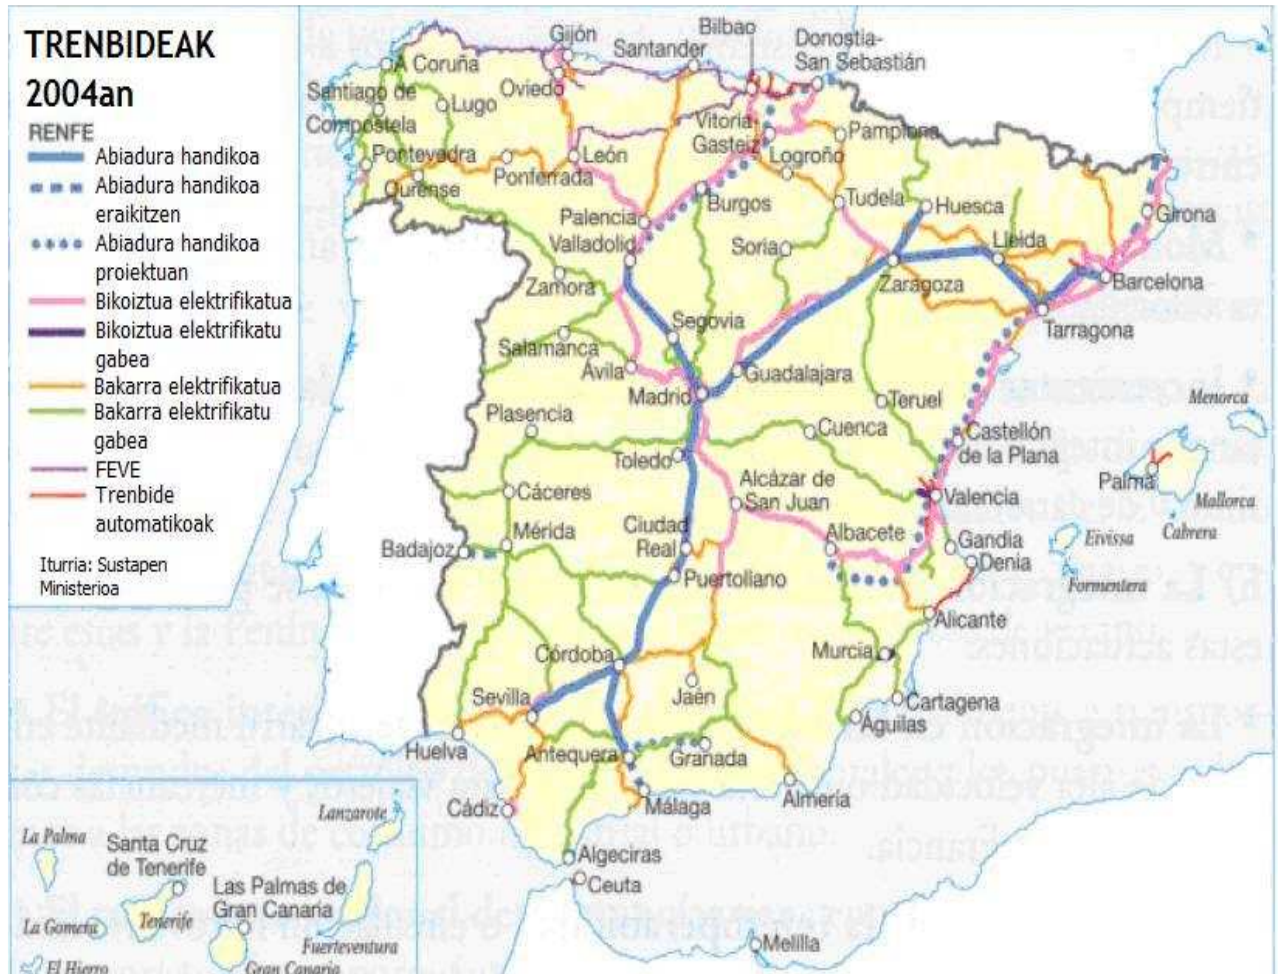 TRENBIDEAK
2004an
RENFE
Abiadura handikoa
Abiadura handikoa
eraikitzen
Abiadura handikoa
proiektuan
Bikoiztua elektrifikatua
Bikoiztua elektrifikatu
gabea
Bakarra elektrifikatua
Bakarra elektrifikatu
gabea
FEVE
Trenbide
automatikoak
Iturria: Sustapen
Ministerioa
A Coruña
Santiago de
Compostela
Lugo
Pontevedra
Ourense
Gijón
Oviedo
Santander
Bilbao
Donostia-
San Sebastián
Vitoria-
Gasteiz
Pamplona
Logroño
Ponferrada
León
Palencia
Burgos
Tudela
Huesca
Lleida
Girona
Valladolid
Soria
Zamora
Zaragoza
Barcelona
Tarragona
Segovia
Salamanca
Ávila
Guadalajara
Madrid
Teruel
Plasencia
Cuenca
Castellón
de la Plana
Toledo
Alcázar de
San Juan
Cáceres
Valencia
Menorca
Palma
Mallorca
Cabrera
Eivissa
Formentera
Mérida
Badajoz
Ciudad
Real
Albacete
Gandia
Denia
Puertollano
Alicante
Murcia
Córdoba
Jaén
Cartagena
Águilas
Sevilla
Huelva
Antequera
Granada
Almería
Málaga
Cádiz
Algeciras
Ceuta
Melilla
Lanzarote
La Palma
Santa Cruz
de Tenerife
Las Palmas de
Gran Canaria
La Gomera
Tenerife
Fuerteventura
El Hierro
Gran Canaria